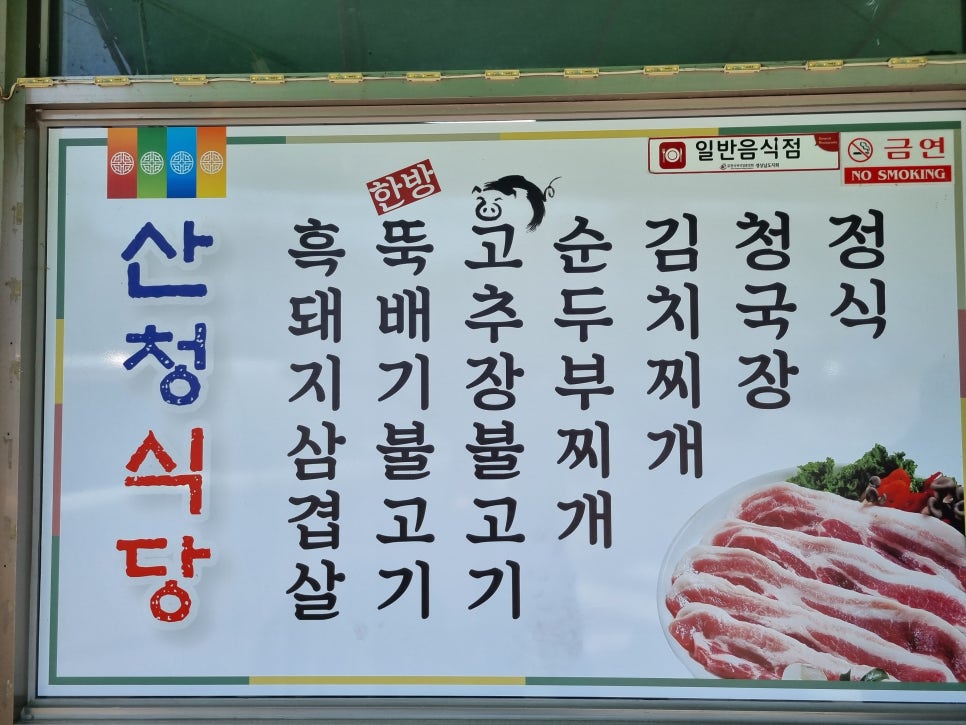 산청식당
흑돼지삼겹살
한방
뚝배기불고기
고추장불고기
순두부찌개
김치찌개
청국장
정식
일반음식점
금연
NO SMOKING